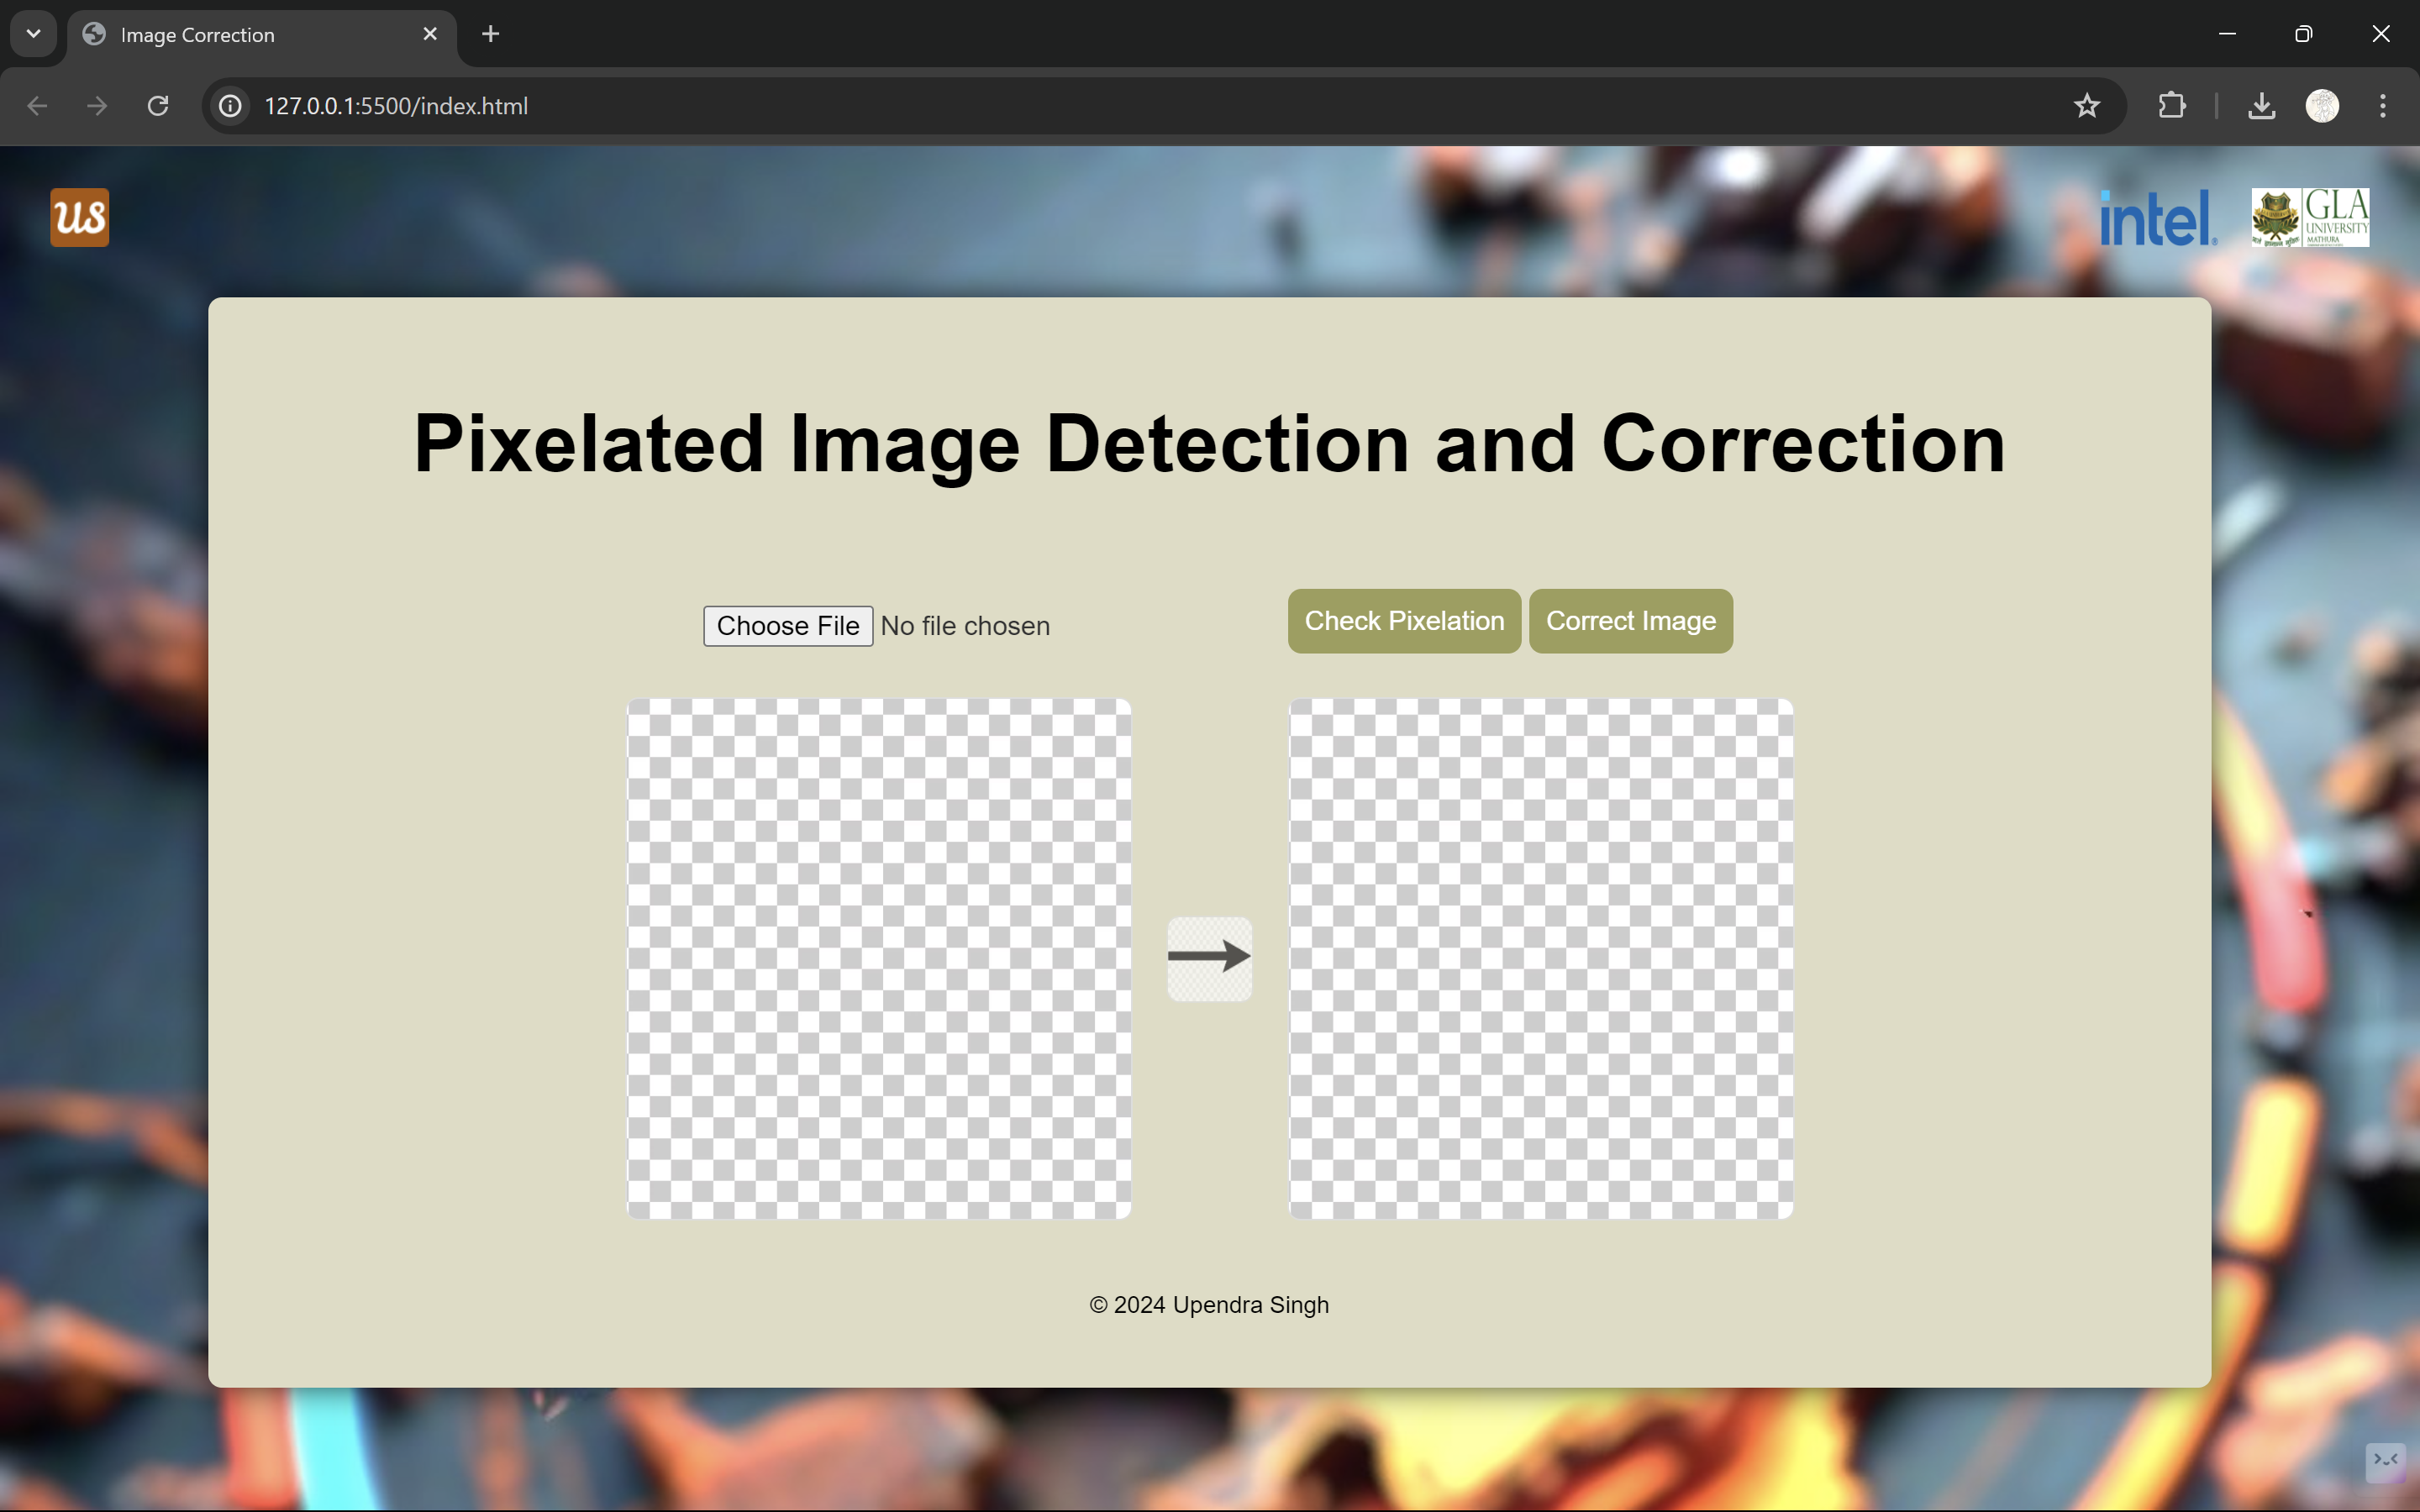 Image Correction
127.0.0.1:5500/index.html
us
intel®
GLA
UNIVERSITY
MATHURA
Pixelated Image Detection and Correction
Choose File No file chosen
Check Pixelation Correct Image
© 2024 Upendra Singh